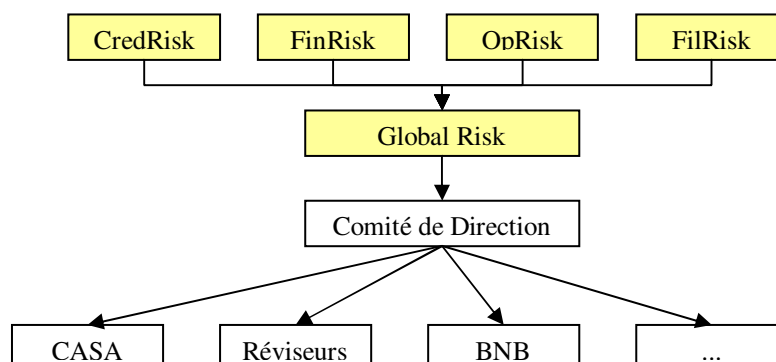 CredRisk
FinRisk
OpRisk
FilRisk
Global Risk
Comité de Direction
CASA
Réviseurs
BNB
...